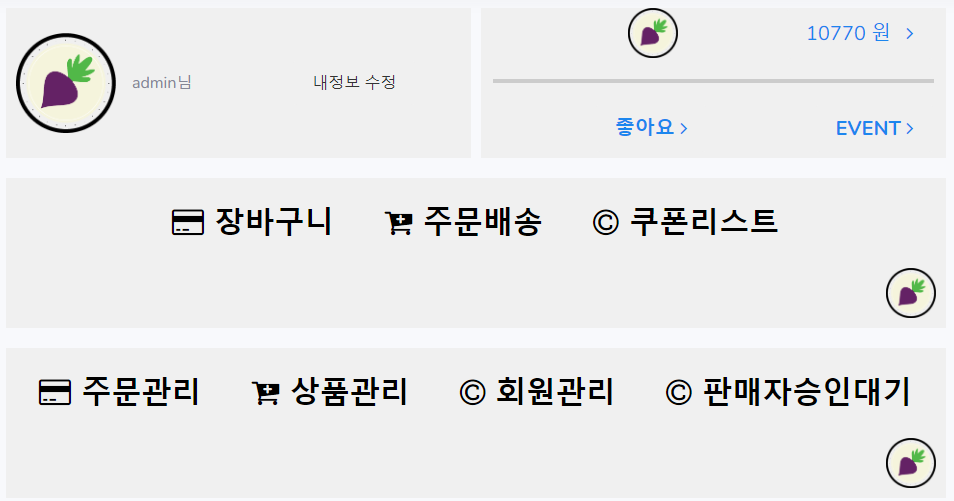 admin님
내정보 수정
10770 원 >
좋아요 >
EVENT >
장바구니
주문배송
© 쿠폰리스트
주문관리
상품관리
© 회원관리
© 판매자승인대기